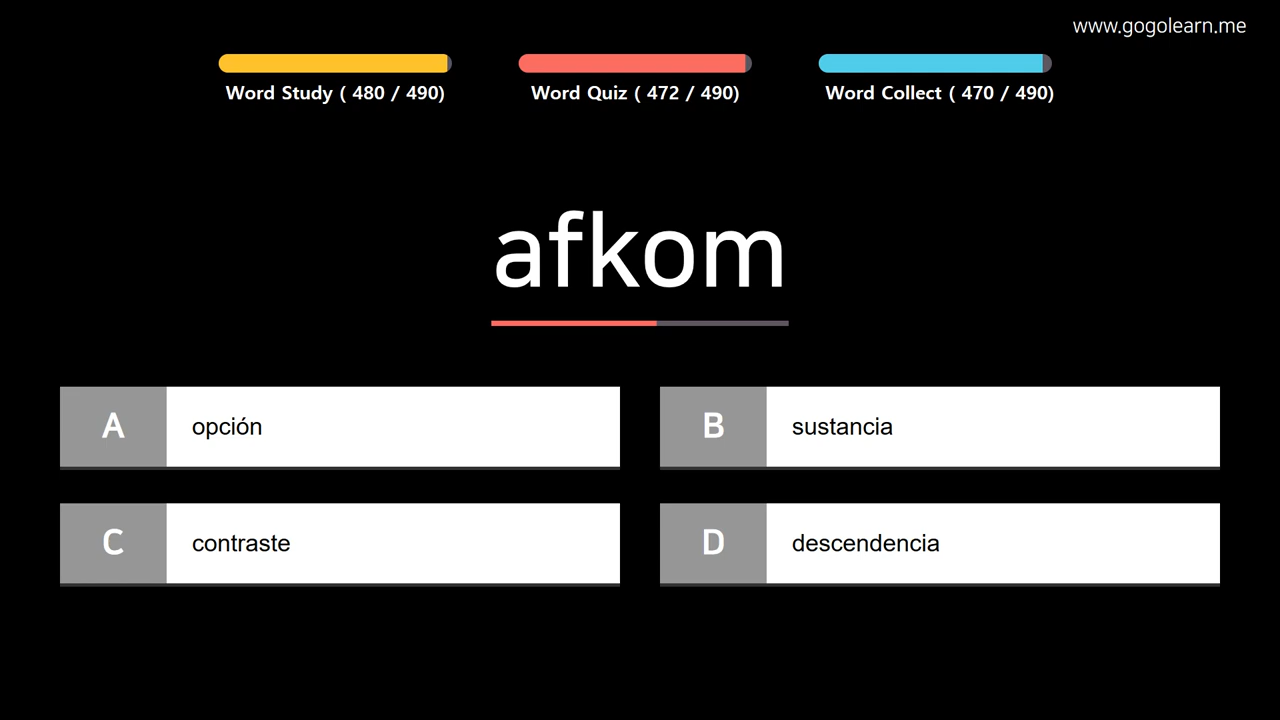 www.gogolearn.me
Word Study ( 480 / 490)
Word Quiz ( 472 / 490)
Word Collect ( 470 / 490)
afkom
A opción
B sustancia
C contraste
D descendencia